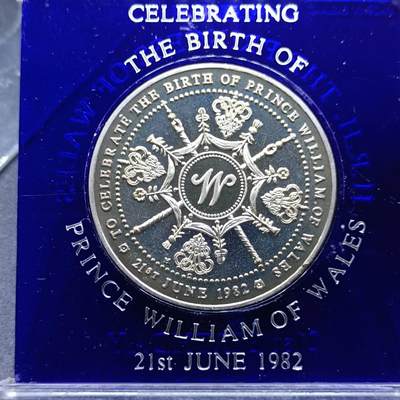 CELEBRATING
THE BIRTH OF
PRINCE WILLIAM OF WALES
21st JUNE 1982
TO CELEBRATE THE BIRTH OF PRINCE WILLIAM OF WALES
21ST JUNE 1982
W